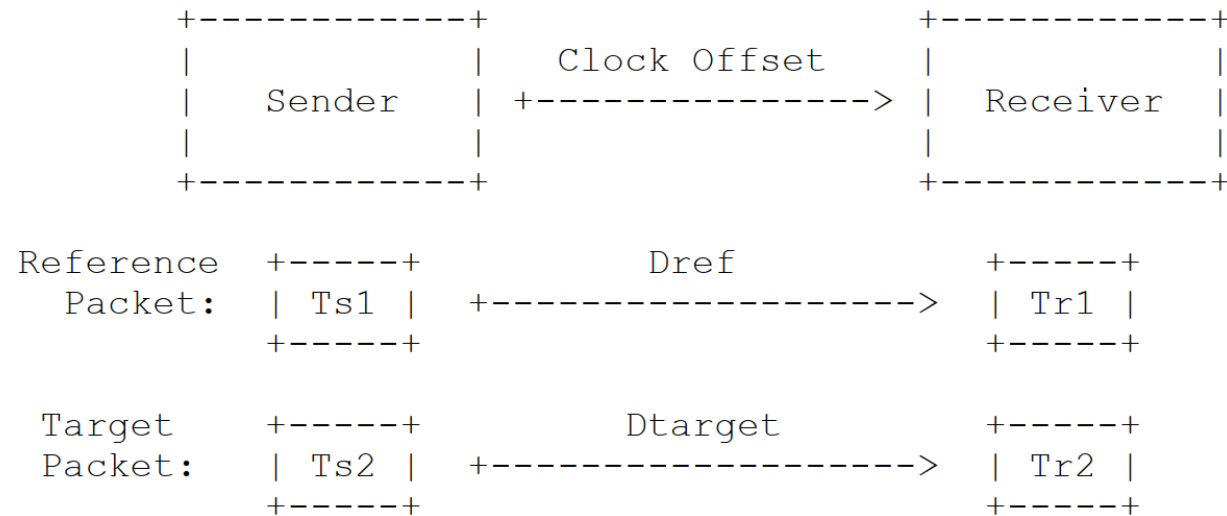 +------------+ +------------+
| | Clock Offset | |
| Sender | +---------------> | Receiver |
| | | |
+------------+ +------------+
Reference +-----+ Dref +-----+
Packet: | Ts1 | +-------------------> | Tr1 |
+-----+ +-----+
Target +-----+ Dtarget +-----+
Packet: | Ts2 | +-------------------> | Tr2 |
+-----+ +-----+